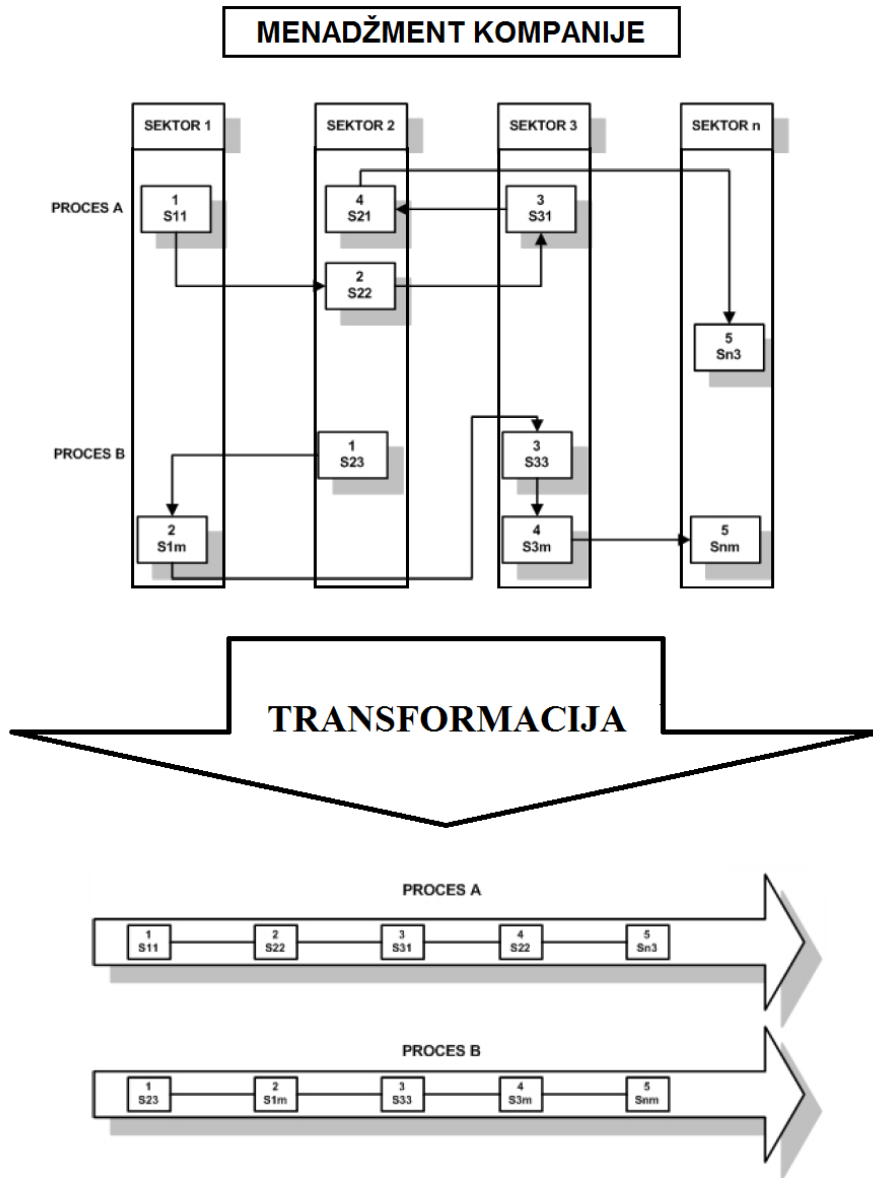 MENADŽMENT KOMPANIJE
SEKTOR 1
SEKTOR 2
SEKTOR 3
SEKTOR n
PROCES A
1
S11
4
S21
3
S31
2
S22
5
Sn3
PROCES B
1
S23
3
S33
2
S1m
4
S3m
5
Snm
TRANSFORMACIJA
PROCES A
1
S11
2
S22
3
S31
4
S22
5
Sn3
PROCES B
1
S23
2
S1m
3
S33
4
S3m
5
Snm